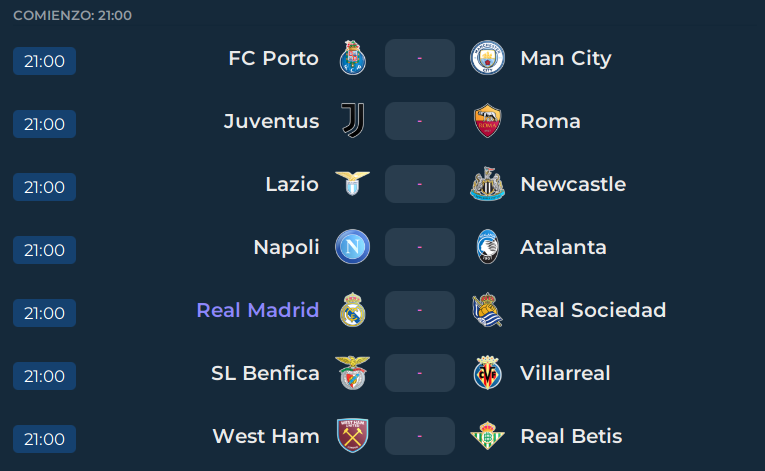 COMIENZO: 21:00
21:00 FC Porto - Man City
21:00 Juventus - Roma
21:00 Lazio - Newcastle
21:00 Napoli - Atalanta
21:00 Real Madrid - Real Sociedad
21:00 SL Benfica - Villarreal
21:00 West Ham - Real Betis